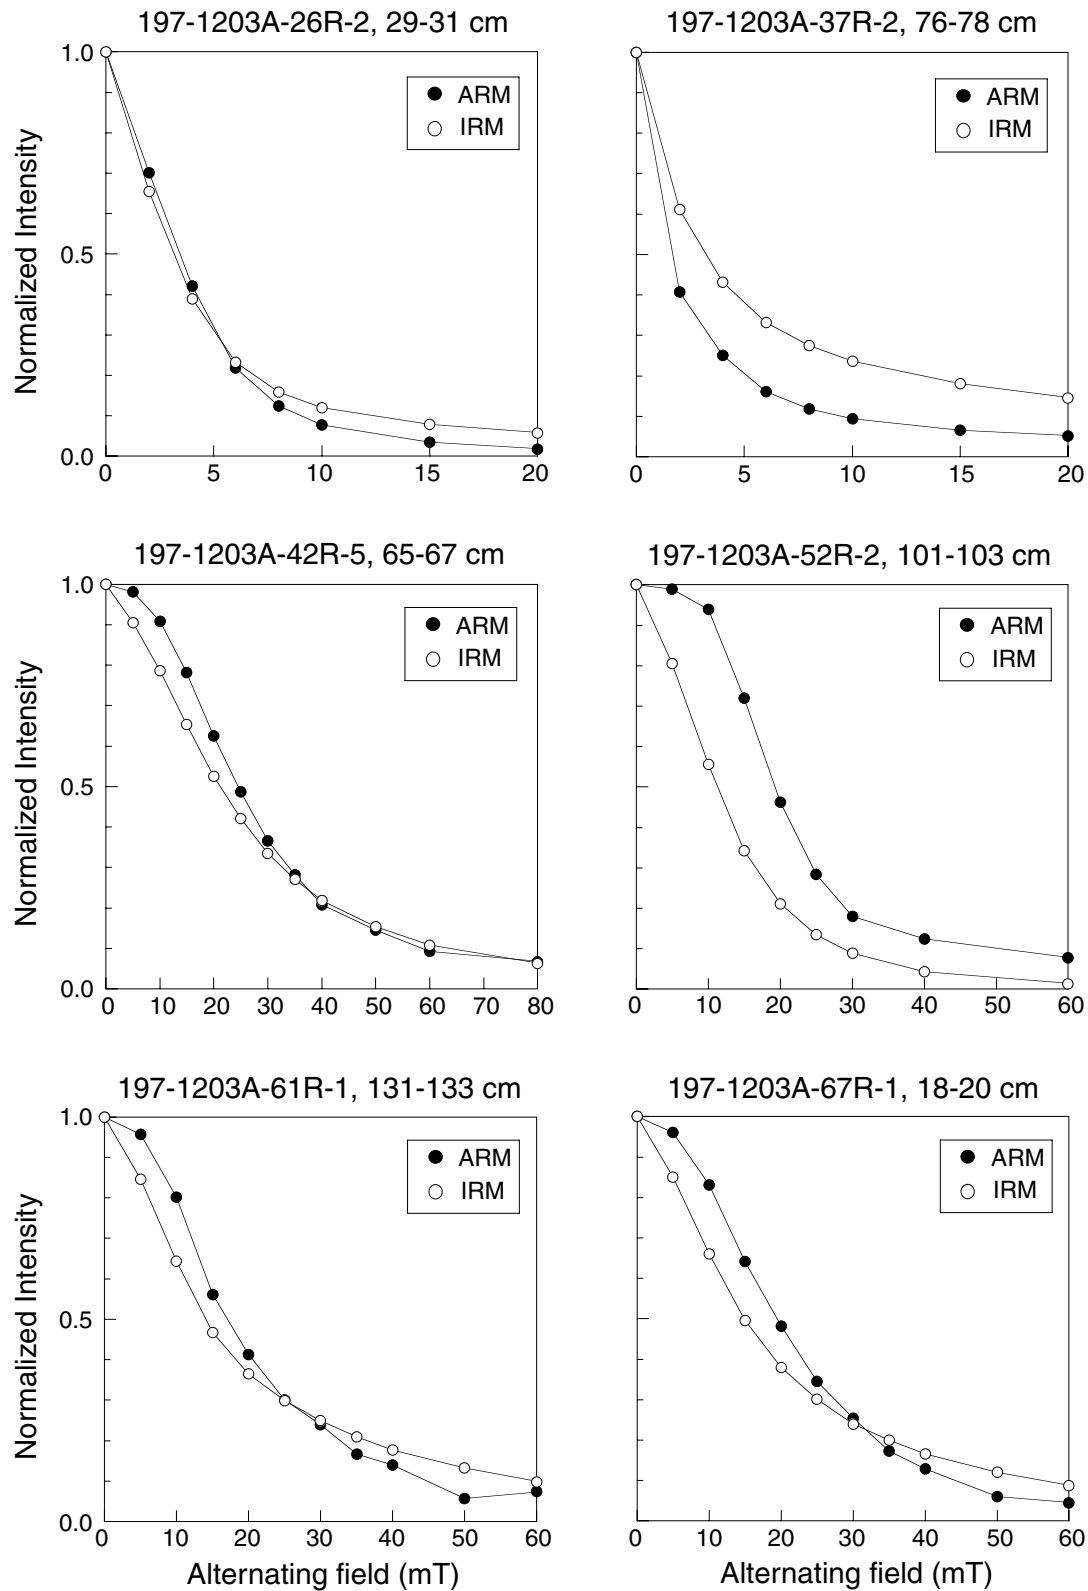 197-1203A-26R-2, 29-31 cm
197-1203A-37R-2, 76-78 cm
1.0
0.5
0.0
Normalized Intensity
ARM
IRM
0 5 10 15 20
ARM
IRM
0 5 10 15 20
197-1203A-42R-5, 65-67 cm
197-1203A-52R-2, 101-103 cm
1.0
0.5
0.0
Normalized Intensity
ARM
IRM
0 10 20 30 40 50 60 70 80
ARM
IRM
0 10 20 30 40 50 60
197-1203A-61R-1, 131-133 cm
197-1203A-67R-1, 18-20 cm
1.0
0.5
0.0
Normalized Intensity
ARM
IRM
0 10 20 30 40 50 60
Alternating field (mT)
ARM
IRM
0 10 20 30 40 50 60
Alternating field (mT)